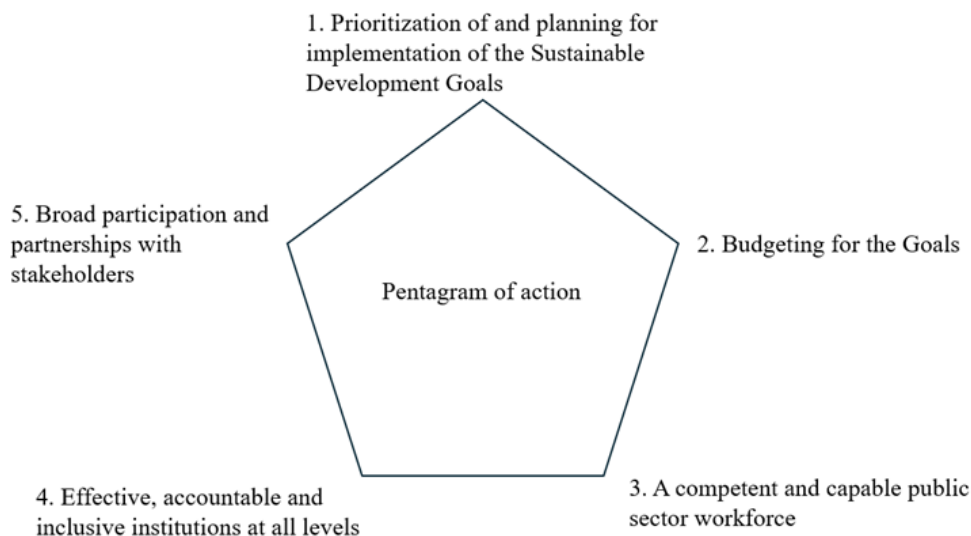 1. Prioritization of and planning for
implementation of the Sustainable
Development Goals
5. Broad participation and
partnerships with
stakeholders
2. Budgeting for the Goals
Pentagram of action
4. Effective, accountable and
inclusive institutions at all levels
3. A competent and capable public
sector workforce